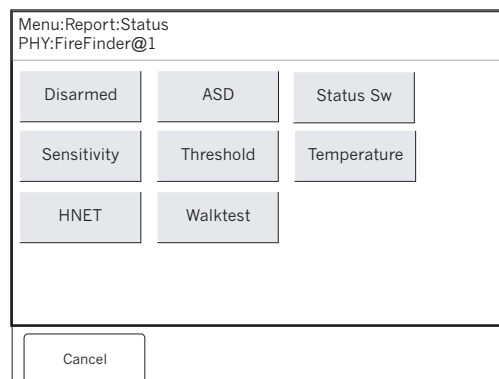 Menu:Report:Status
PHY:FireFinder@1
Disarmed ASD Status Sw
Sensitivity Threshold Temperature
HNET Walktest
Cancel